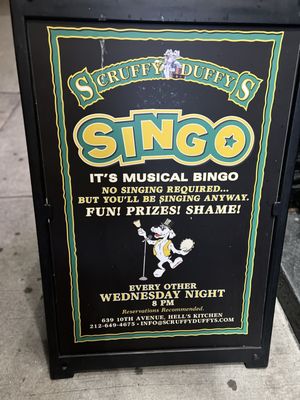 SCRUFFY DUFFY'S
SINGO
IT'S MUSICAL BINGO
NO SINGING REQUIRED...
BUT YOU'LL BE SINGING ANYWAY.
FUN! PRIZES! SHAME!
EVERY OTHER
WEDNESDAY NIGHT
8 PM
Reservations Recommended.
639 10TH AVENUE, HELL'S KITCHEN
212-649-4675 • INFO@SCRUFFYDUFFYS.COM